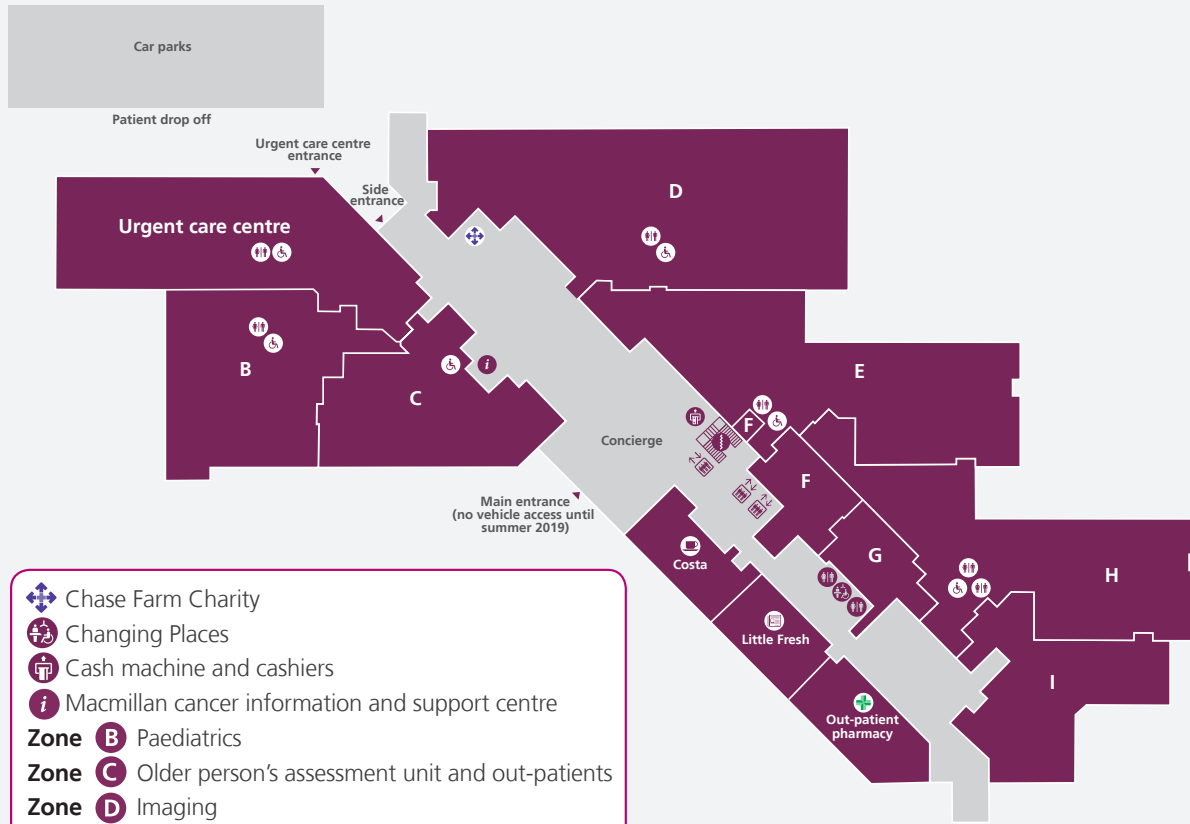 Car parks
Patient drop off
Urgent care centre
entrance
Side
entrance
D
Urgent care centre
B
C
i
E
F
Concierge
F
Main entrance
(no vehicle access until
summer 2019)
G
H
Costa
Little Fresh
I
Out-patient
pharmacy
Chase Farm Charity
Changing Places
Cash machine and cashiers
i Macmillan cancer information and support centre
Zone B Paediatrics
Zone C Older person's assessment unit and out-patients
Zone D Imaging